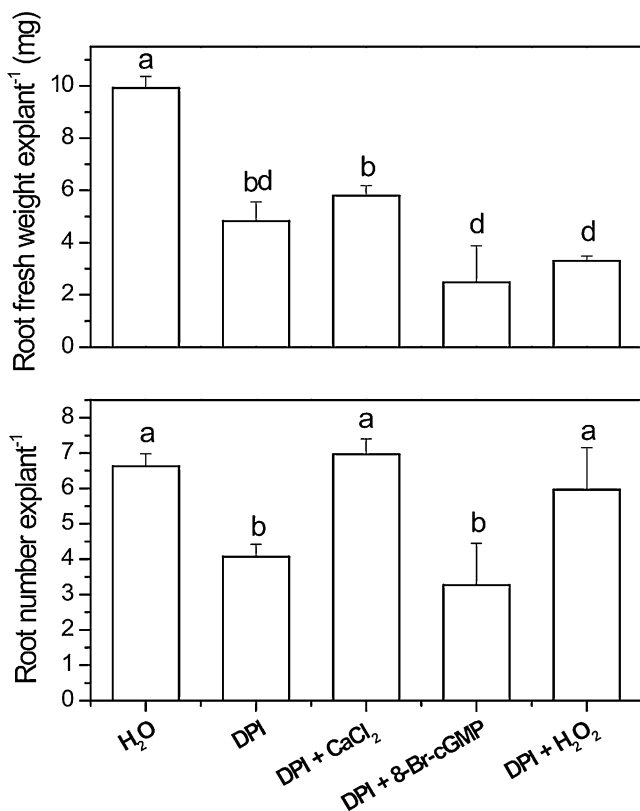 Root fresh weight explant⁻¹ (mg)
10
8
6
4
2
0
a
bd
b
d
d
Root number explant⁻¹
8
7
6
5
4
3
2
1
0
a
b
a
b
a
H₂O
DPI
DPI + CaCl₂
DPI + 8-Br-cGMP
DPI + H₂O₂